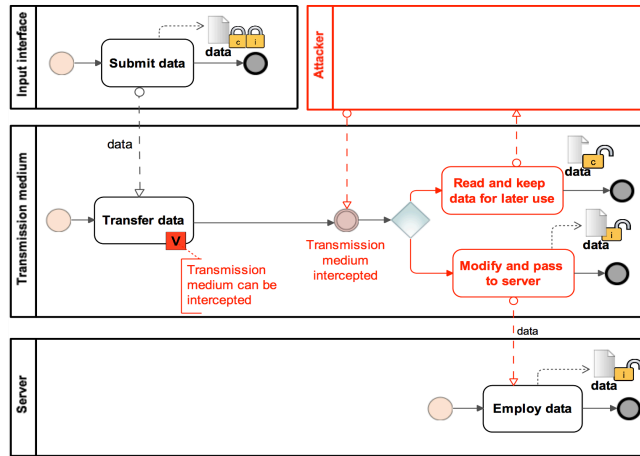 Input interface
Submit data
data
c
i
Attacker
data
Transmission medium
Transfer data
V
Transmission
medium can be
intercepted
Transmission
medium
intercepted
Read and keep
data for later use
c
data
Modify and pass
to server
i
data
data
Server
Employ data
i
data